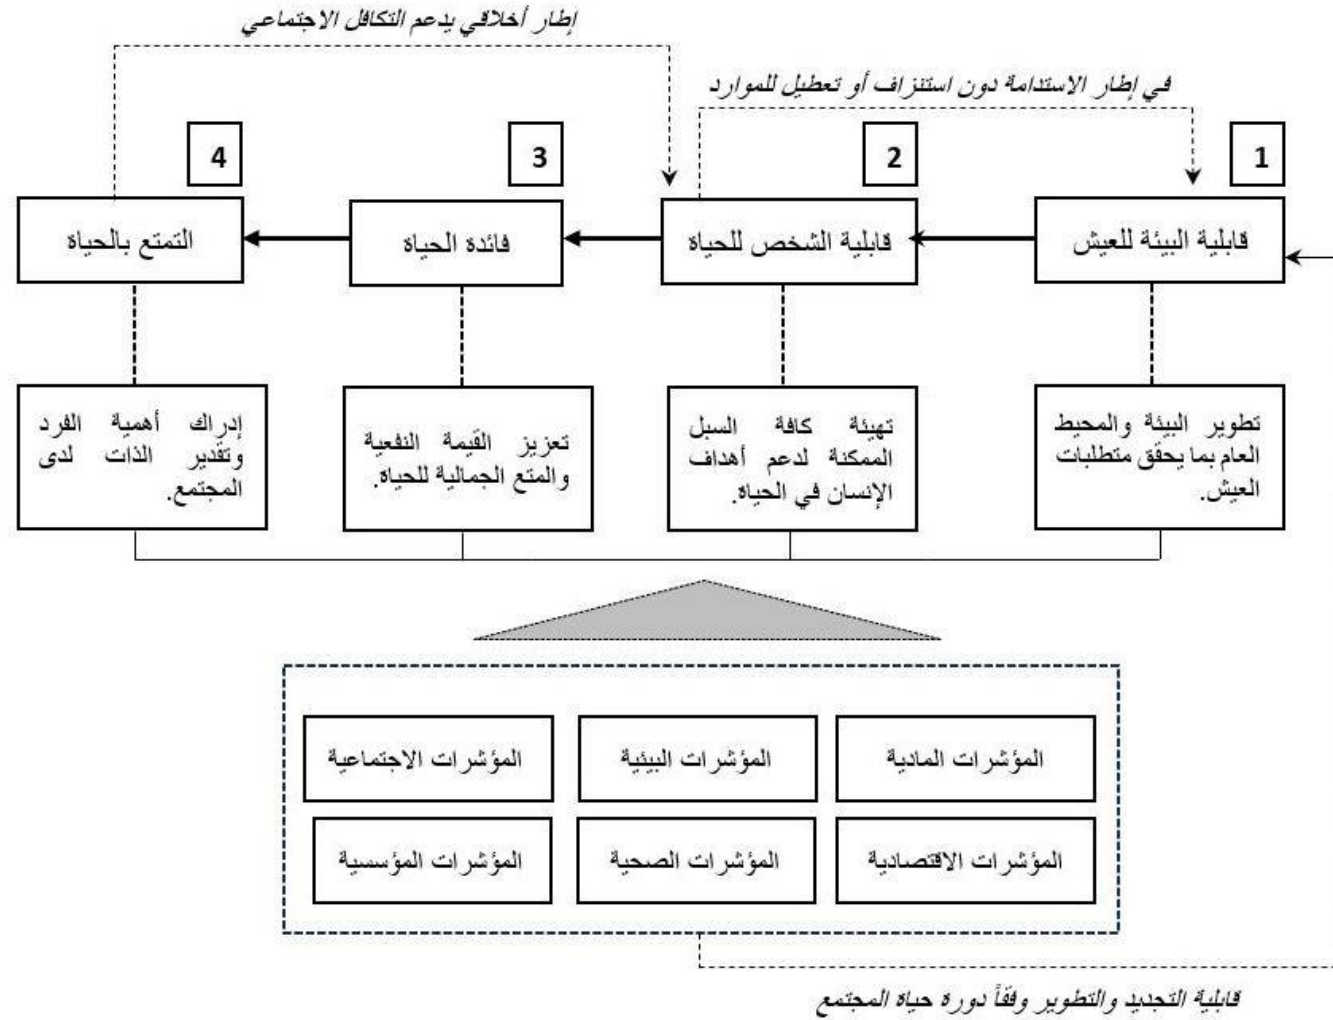 إطار أخلاقي يدعم التكافل الاجتماعي
في إطار الاستدامة دون استنزاف أو تعطيل للموارد
1
2
3
4
قابلية البيئة للعيش
قابلية الشخص للحياة
فائدة الحياة
التمتع بالحياة
تطوير البيئة والمحيط
العام بما يحقق متطلبات
العيش.
تهيئة كافة السبل
الممكنة لدعم أهداف
الإنسان في الحياة.
تعزيز القيمة النفعية
والمتع الجمالية للحياة.
إدراك أهمية الفرد
وتقدير الذات لدى
المجتمع.
المؤشرات المادية
المؤشرات البيئية
المؤشرات الاجتماعية
المؤشرات الاقتصادية
المؤشرات الصحية
المؤشرات المؤسسية
قابلية التجديد والتطوير وفقاً دورة حياة المجتمع